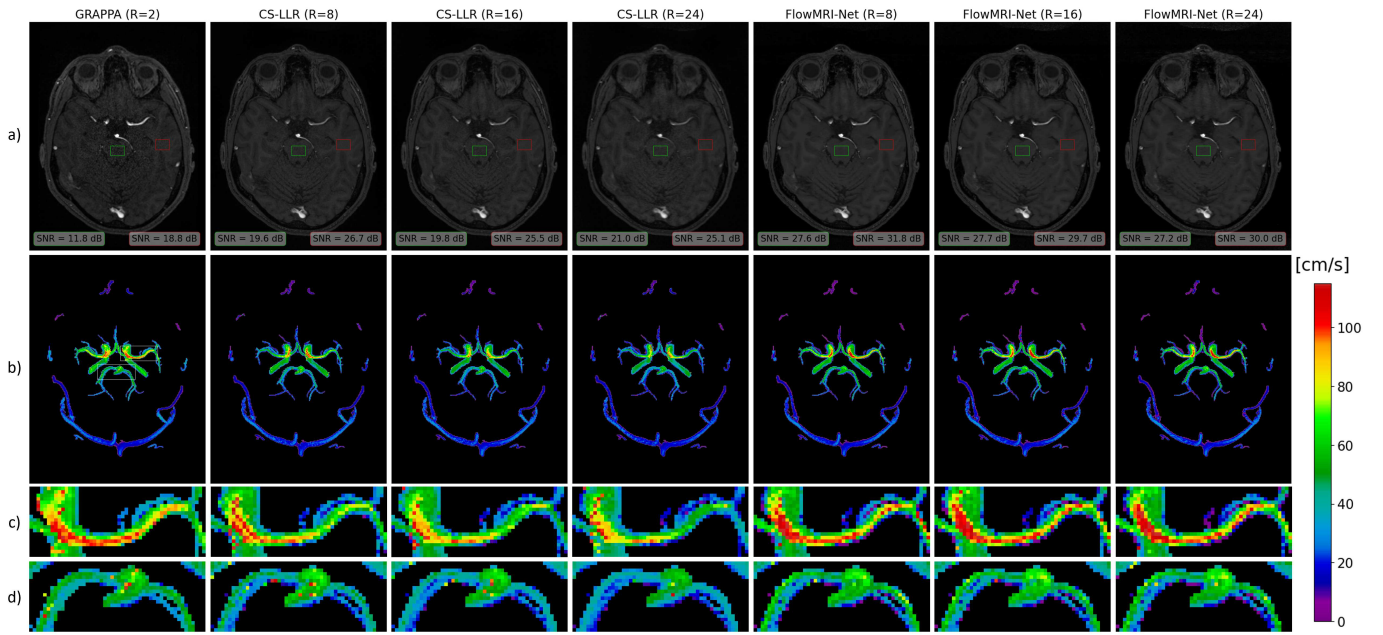 GRAPPA (R=2) CS-LLR (R=8) CS-LLR (R=16) CS-LLR (R=24) FlowMRI-Net (R=8) FlowMRI-Net (R=16) FlowMRI-Net (R=24)
a)
SNR = 11.8 dB SNR = 18.8 dB SNR = 19.6 dB SNR = 26.7 dB SNR = 19.8 dB SNR = 25.5 dB SNR = 21.0 dB SNR = 25.1 dB SNR = 27.6 dB SNR = 31.8 dB SNR = 27.7 dB SNR = 29.7 dB SNR = 27.2 dB SNR = 30.0 dB
b)
c)
d)
[cm/s]
100
80
60
40
20
0